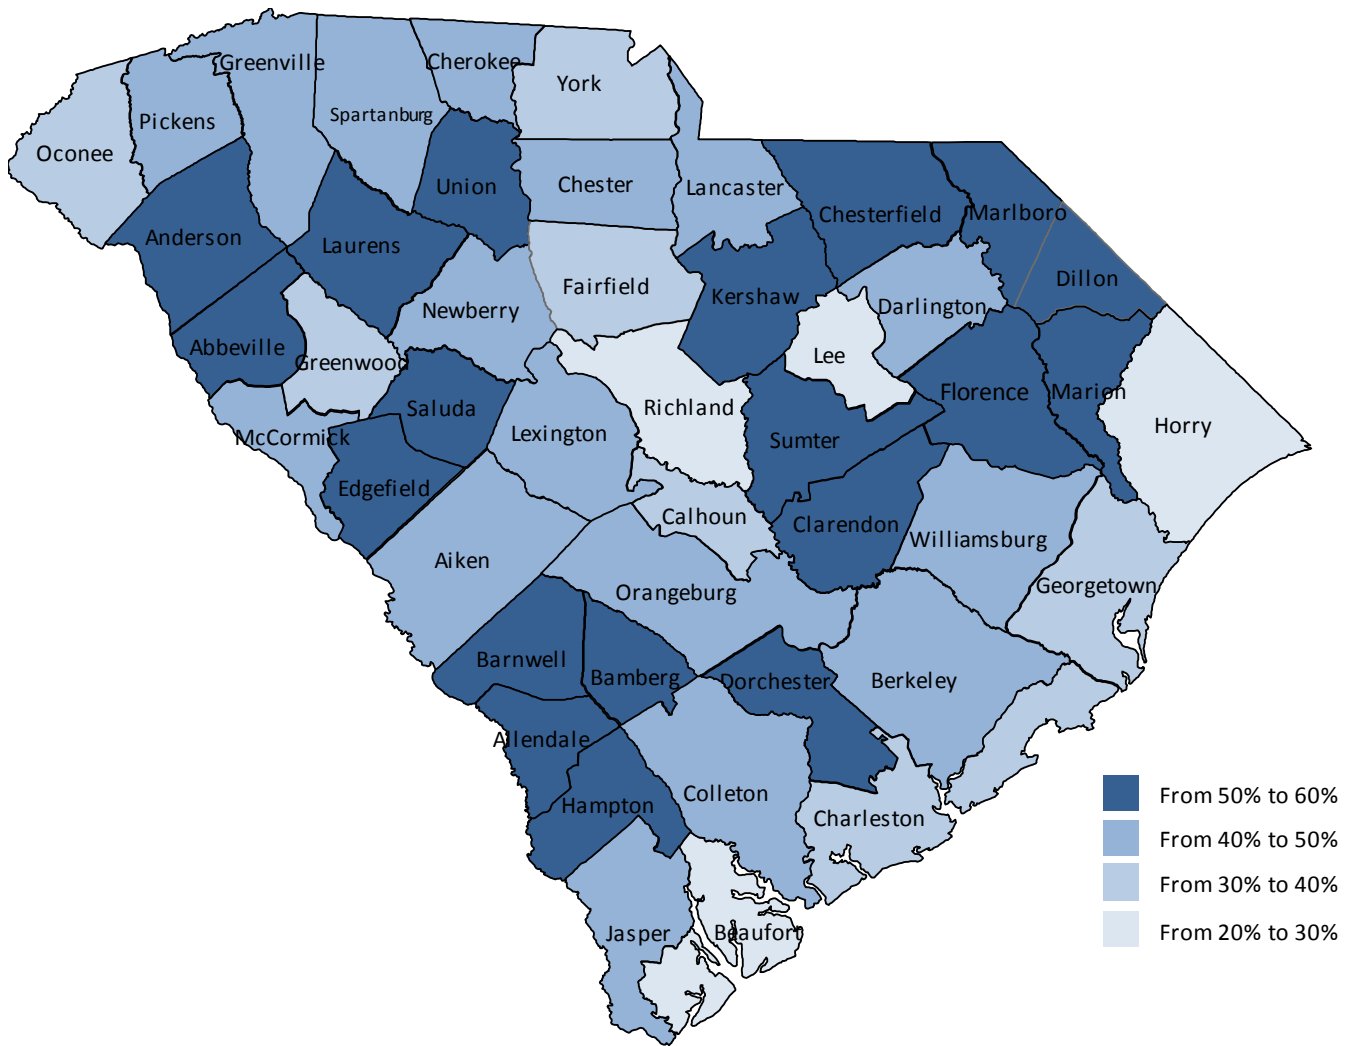 Greenville
Cherokee
York
Spartanburg
Pickens
Oconee
Union
Chester
Lancaster
Chesterfield
Marlboro
Anderson
Laurens
Fairfield
Kershaw
Dillon
Newberry
Darlington
Abbeville
Greenwood
Lee
Florence
Marion
Saluda
Richland
Horry
McCormick
Lexington
Sumter
Edgefield
Calhoun
Clarendon
Williamsburg
Aiken
Orangeburg
Georgetown
Barnwell
Bamberg
Dorchester
Berkeley
Allendale
Hampton
Colleton
Charleston
Jasper
Beaufort
From 50% to 60%
From 40% to 50%
From 30% to 40%
From 20% to 30%